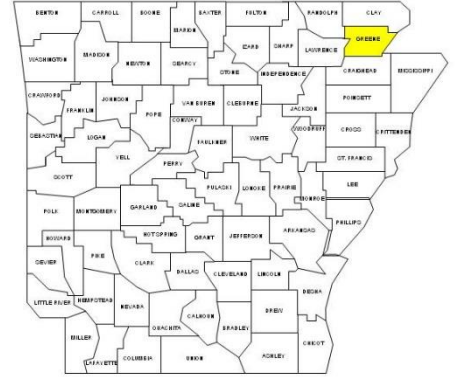 BENTON CARROLL BOONE BAXTER FULTON RANDOLPH CLAY
MARION
GREENE
WASHINGTON MADISON NEWTON SEARCY IZARD SHARP LAWRENCE
STONE INDEPENDENCE CRAIGHEAD MISSISSIPPI
CRAWFORD FRANKLIN JOHNSON POPE VAN BUREN CLEBURNE JACKSON POINSETT
CONWAY
SEBASTIAN LOGAN FAULKNER WHITE WOODRUFF CROSS CRITTENDEN
YELL PERRY ST. FRANCIS
SCOTT PULASKI LONOKE PRAIRIE LEE
MONROE
POLK MONTGOMERY GARLAND SALINE PHILLIPS
HOT SPRING GRANT JEFFERSON ARKANSAS
HOWARD
SEVIER PIKE CLARK DALLAS CLEVELAND LINCOLN
DESHA
LITTLE RIVER HEMPSTEAD NEVADA OUACHITA CALHOUN BRADLEY DREW
MILLER LAFAYETTE COLUMBIA UNION ASHLEY CHICOT